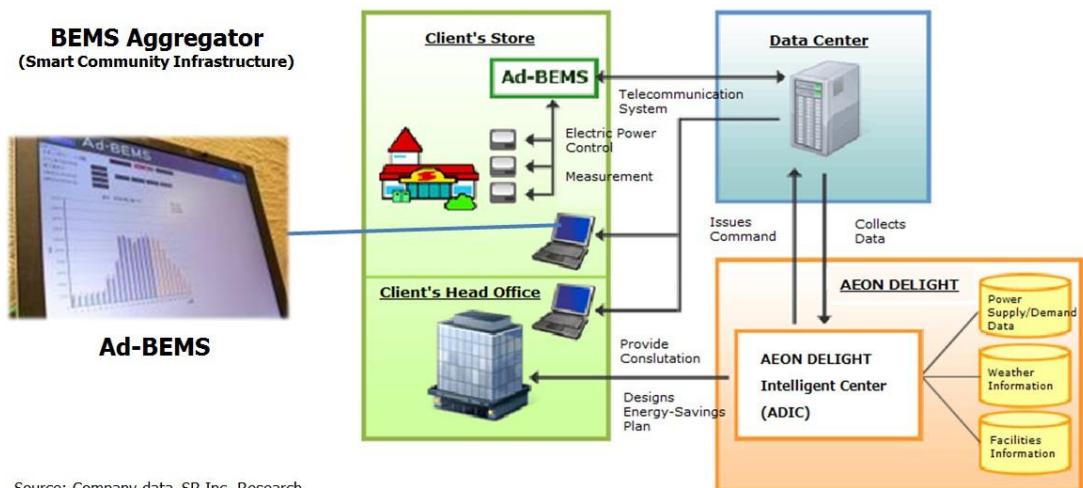 BEMS Aggregator
(Smart Community Infrastructure)
Ad-BEMS
Ad-BEMS
Client's Store
Ad-BEMS
Telecommunication
System
Electric Power
Control
Measurement
Client's Head Office
Data Center
Issues
Command
Collects
Data
Provide
Conslutation
Designs
Energy-Savings
Plan
AEON DELIGHT
AEON DELIGHT
Intelligent Center
(ADIC)
Power
Supply/Demand
Data
Weather
Information
Facilities
Information
Source: Company data, SR Inc. Research